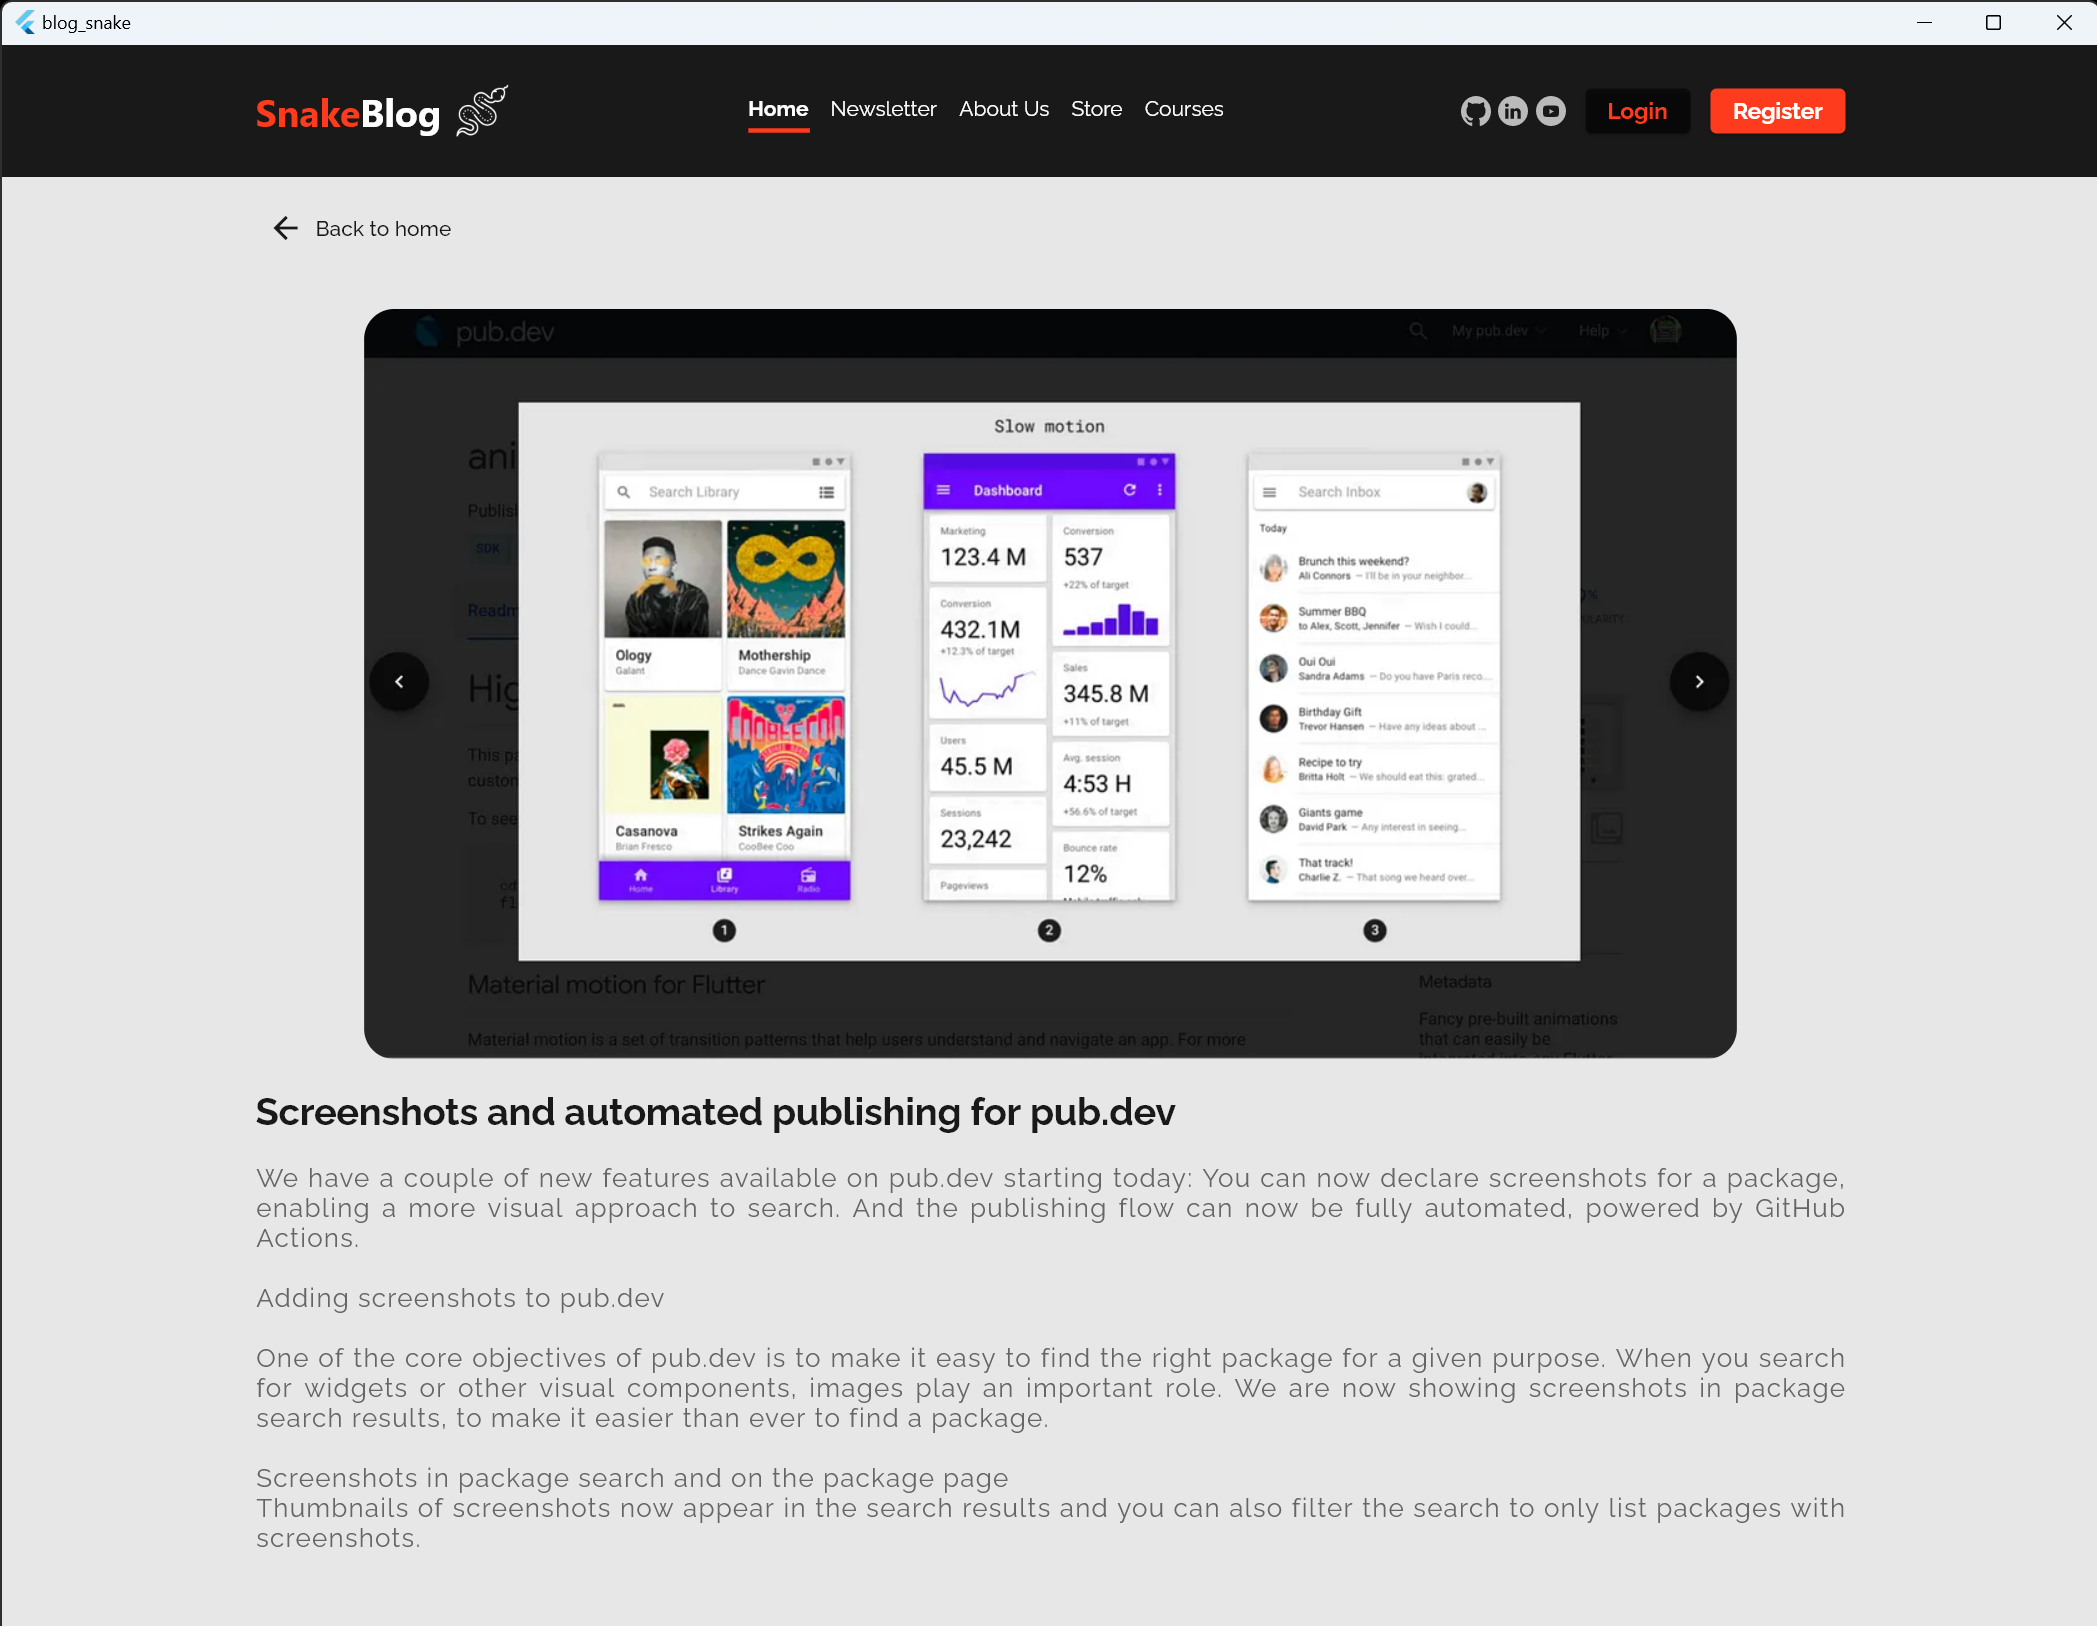 blog_snake
SnakeBlog
Home Newsletter About Us Store Courses
in
Login
Register
Back to home
pub.dev
My pub.dev
Help
Slow motion
ani
Publis
SDK
Readm
Hig
This pa
custom
To see
cd
fl
Search Library
Ology
Galant
Mothership
Dance Gavin Dance
Casanova
Brian Fresco
Strikes Again
CooBee Coo
Home
Library
Radio
1
Dashboard
Marketing
123.4 M
Conversion
432.1M
+12.3% of target
Users
45.5 M
Sessions
23,242
Pageviews
Conversion
537
+22% of target
Sales
345.8 M
+11% of target
Avg. session
4:53 H
+56.6% of target
Bounce rate
12%
2
Search Inbox
Today
Brunch this weekend?
Ali Connors — I'll be in your neighbor...
Summer BBQ
to Alex, Scott, Jennifer — Wish I could...
Oui Oui
Sandra Adams — Do you have Paris reco...
Birthday Gift
Trevor Hansen — Have any ideas about ...
Recipe to try
Britta Holt — We should eat this: grated...
Giants game
David Park — Any interest in seeing...
That track!
Charlie Z. — That song we heard over...
3
Material motion for Flutter
Material motion is a set of transition patterns that help users understand and navigate an app. For more
Metadata
Fancy pre-built animations
that can easily be
Screenshots and automated publishing for pub.dev
We have a couple of new features available on pub.dev starting today: You can now declare screenshots for a package,
enabling a more visual approach to search. And the publishing flow can now be fully automated, powered by GitHub
Actions.
Adding screenshots to pub.dev
One of the core objectives of pub.dev is to make it easy to find the right package for a given purpose. When you search
for widgets or other visual components, images play an important role. We are now showing screenshots in package
search results, to make it easier than ever to find a package.
Screenshots in package search and on the package page
Thumbnails of screenshots now appear in the search results and you can also filter the search to only list packages with
screenshots.